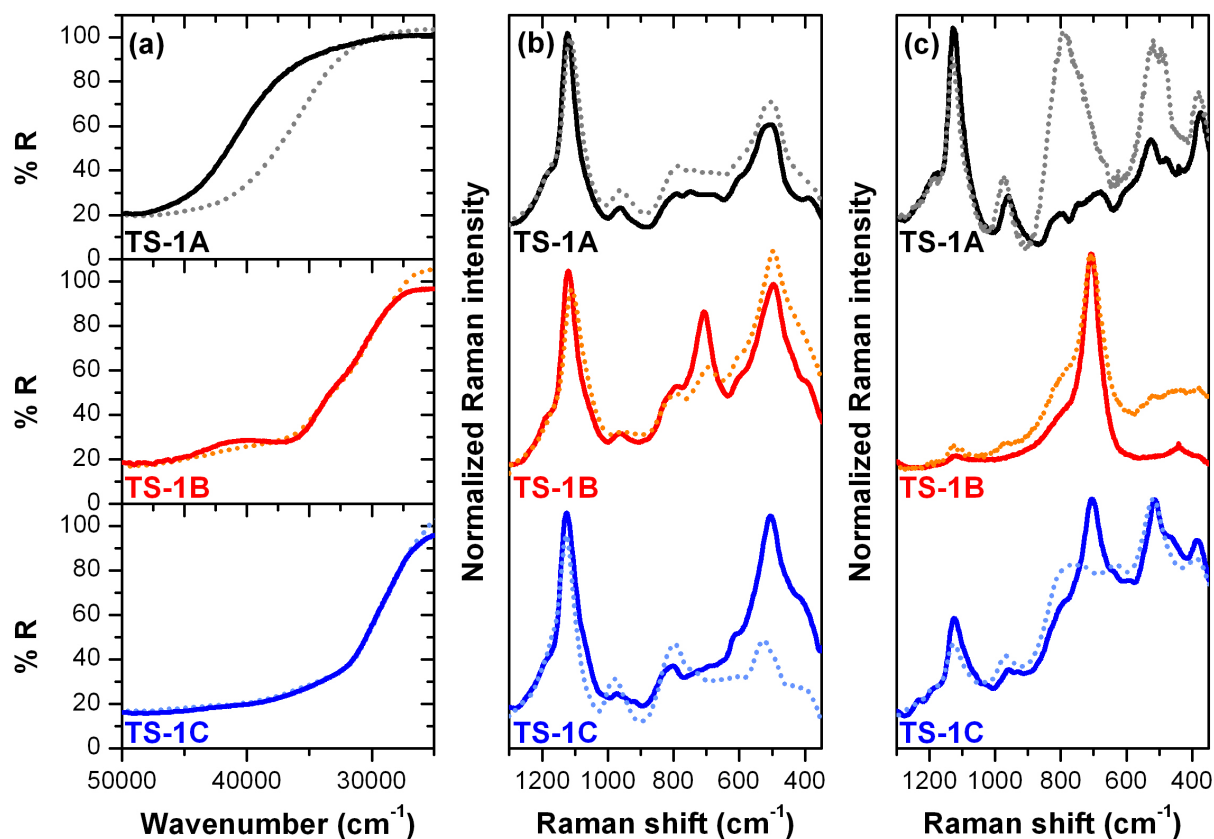 (a)
100
80
60
40
20
0
TS-1A
% R
100
80
60
40
20
0
TS-1B
% R
100
80
60
40
20
0
TS-1C
% R
50000 40000 30000
Wavenumber (cm-1)
(b)
TS-1A
TS-1B
TS-1C
Normalized Raman intensity
1200 1000 800 600 400
Raman shift (cm-1)
(c)
TS-1A
TS-1B
TS-1C
Normalized Raman intensity
1200 1000 800 600 400
Raman shift (cm-1)